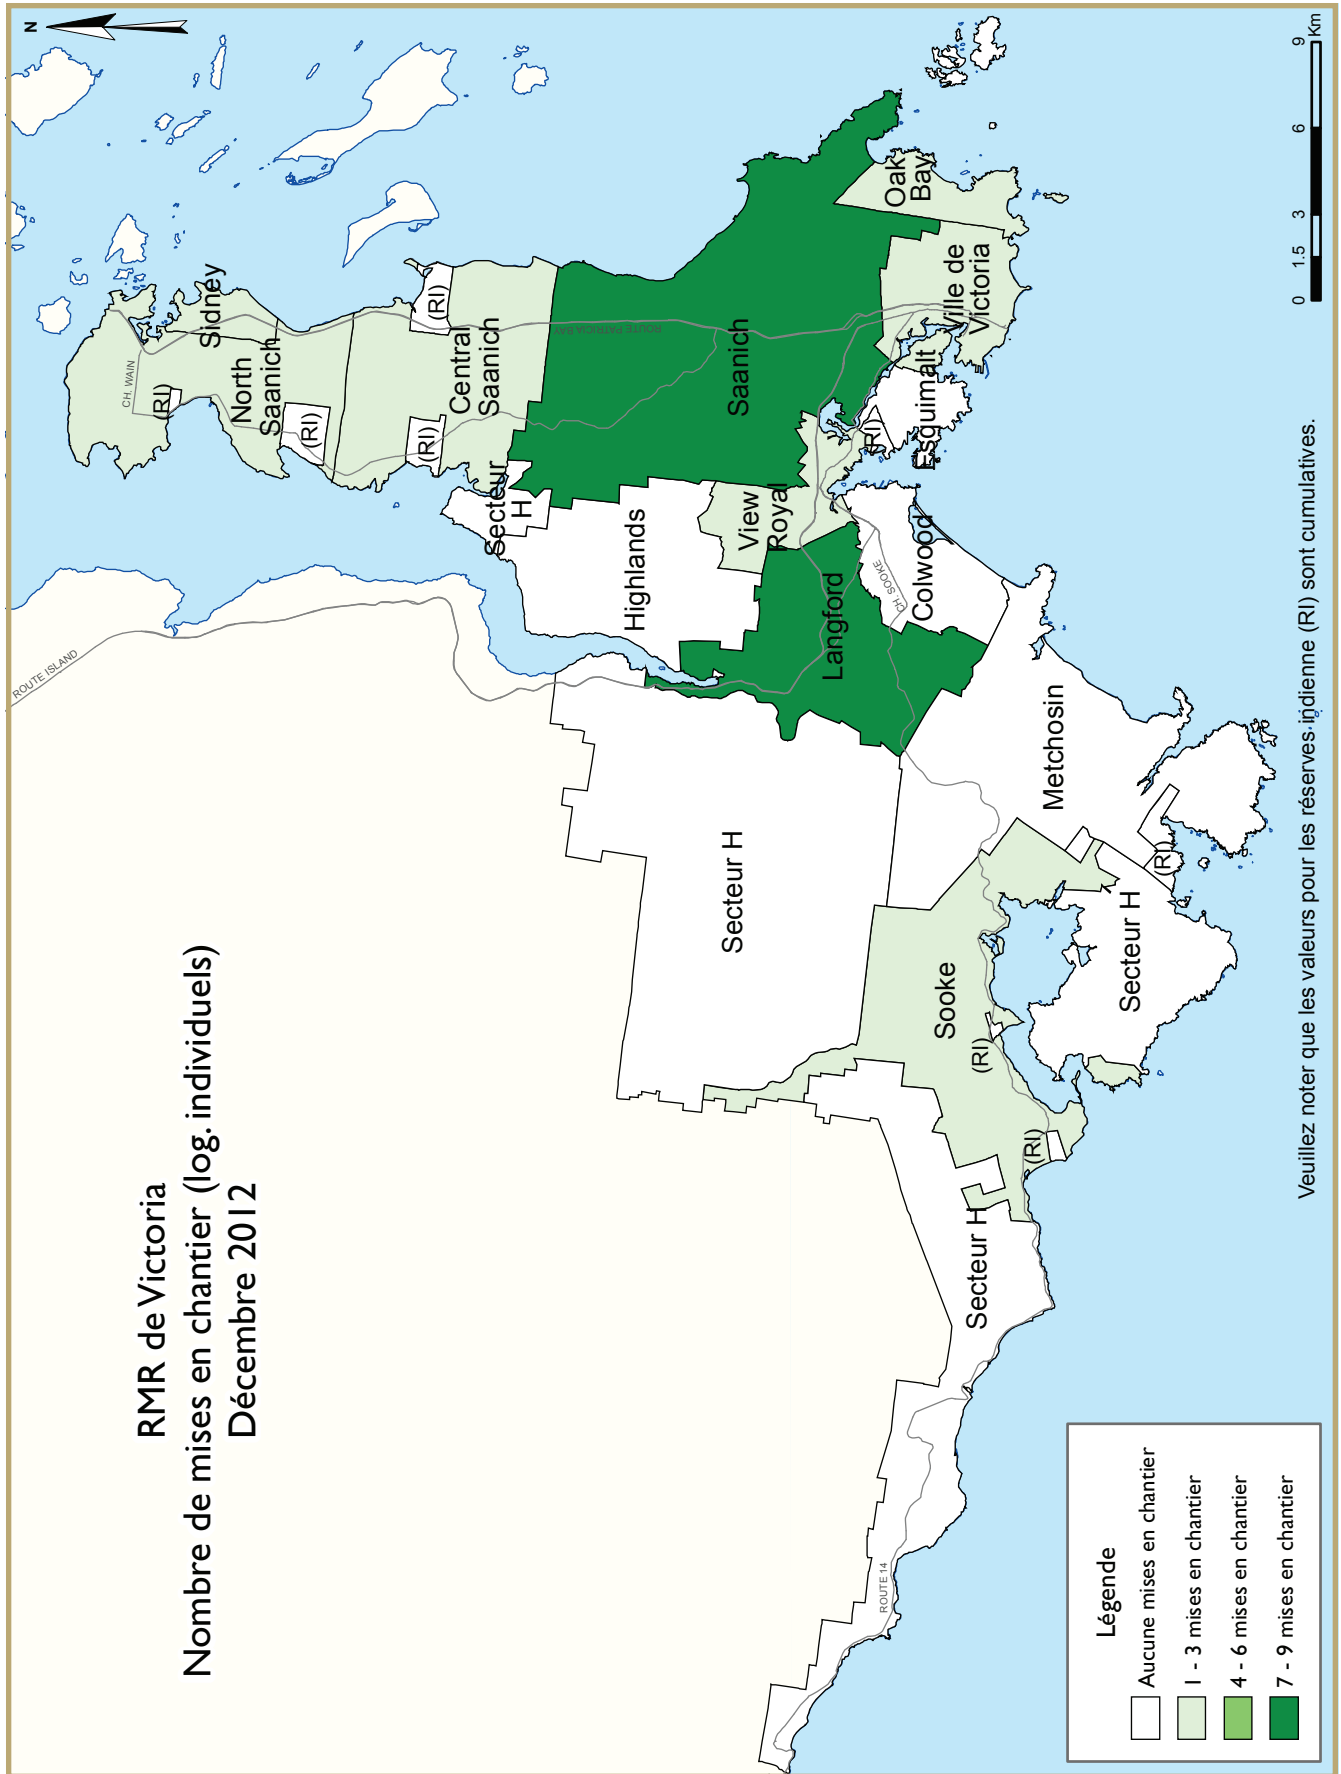 RMR de Victoria
Nombre de mises en chantier (log. individuels)
Décembre 2012
N
ROUTE ISLAND
CH. WAIN
(RI)
Sidney
North
Saanich
(RI)
(RI)
(RI)
Central
Saanich
Secteur
H
ROUTE PATRICIA BAY
Saanich
Highlands
View
Royal
Langford
Oak
Bay
Ville de
Victoria
(RI)
Esquimalt
CH. SOOKE
Colwood
Metchosin
(RI)
Secteur H
Secteur H
Sooke
(RI)
(RI)
Secteur H
ROUTE 14
Légende
Aucune mises en chantier
1 - 3 mises en chantier
4 - 6 mises en chantier
7 - 9 mises en chantier
Veuillez noter que les valeurs pour les réserves indienne (RI) sont cumulatives.
0 1.5 3 6 9
Km